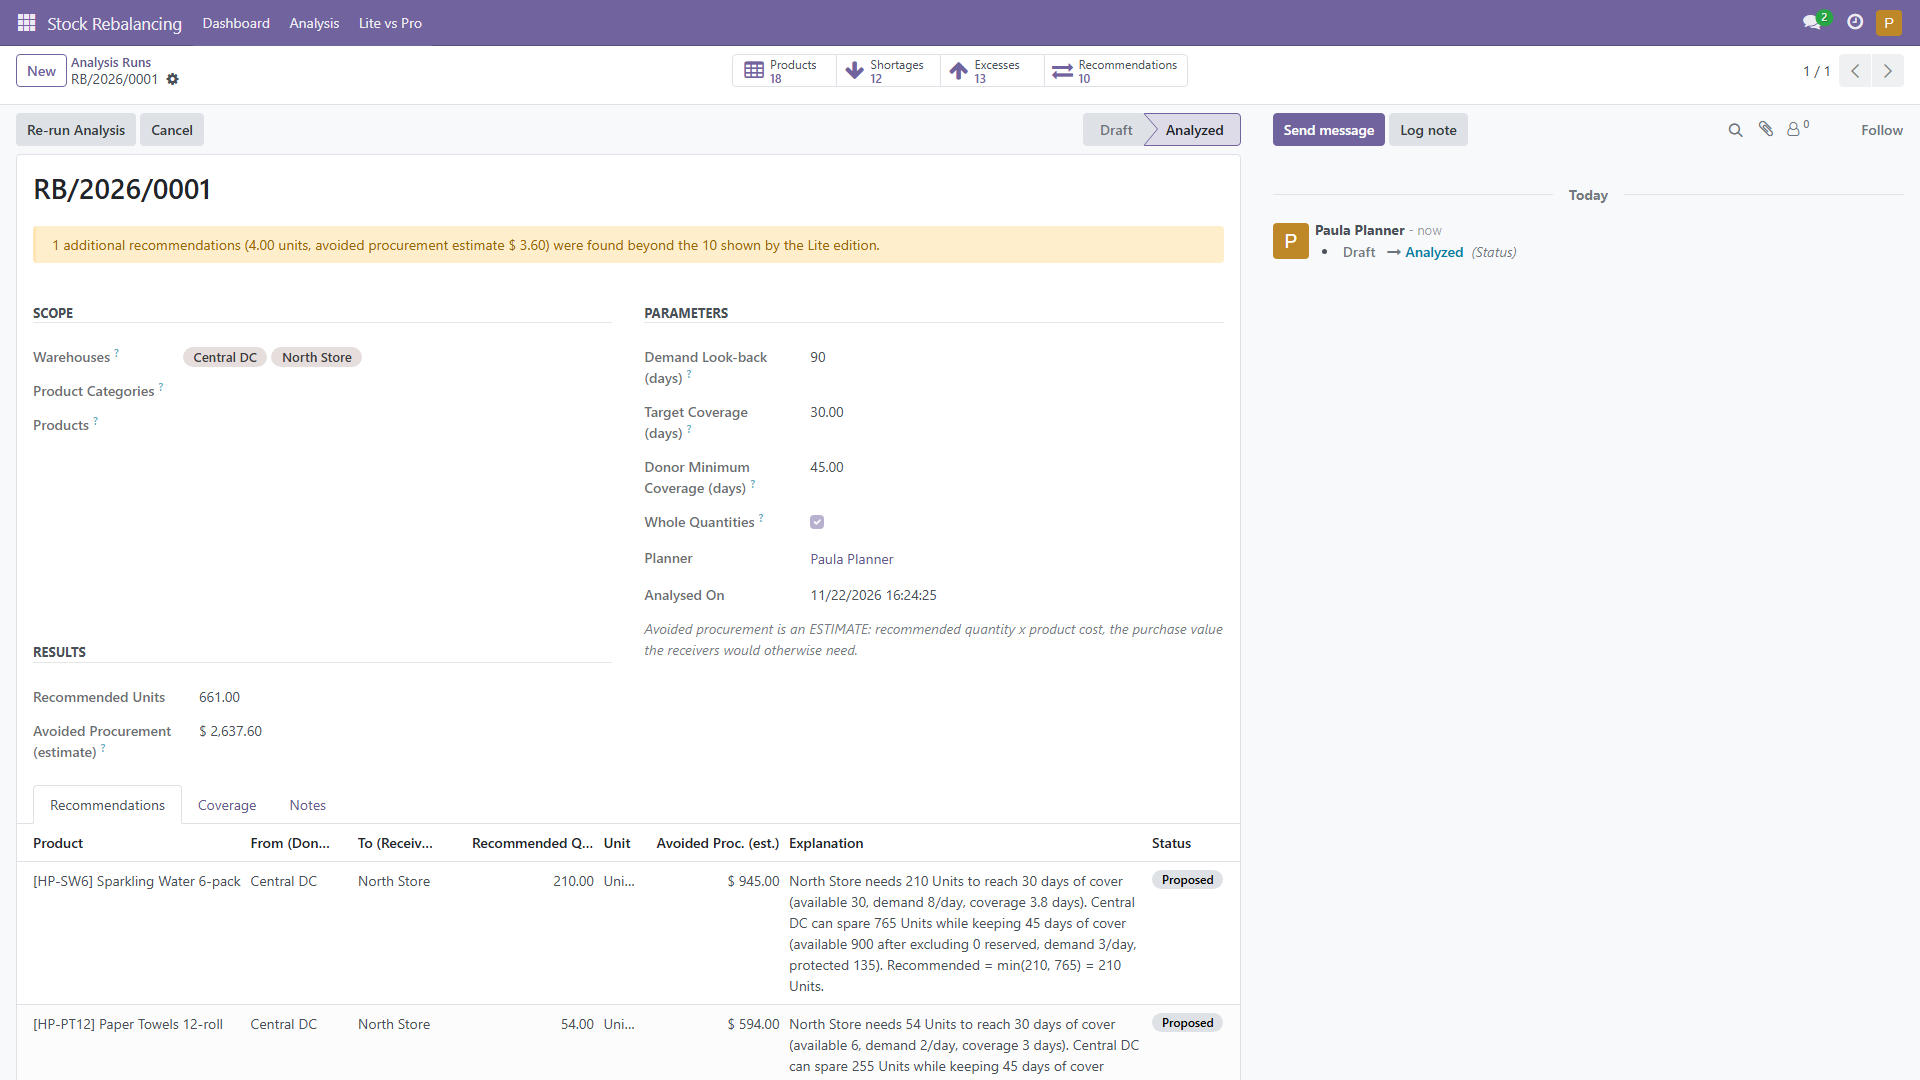 Stock Rebalancing Dashboard Analysis Lite vs Pro 2 P
New Analysis Runs
RB/2026/0001
Products 18 Shortages 12 Excesses 13 Recommendations 10
1 / 1
Re-run Analysis Cancel Draft Analyzed Send message Log note 0 Follow
RB/2026/0001
1 additional recommendations (4.00 units, avoided procurement estimate $ 3.60) were found beyond the 10 shown by the Lite edition.
Today
P Paula Planner - now
• Draft → Analyzed (Status)
SCOPE
Warehouses ? Central DC North Store
Product Categories ?
Products ?
PARAMETERS
Demand Look-back (days) ? 90
Target Coverage (days) ? 30.00
Donor Minimum Coverage (days) ? 45.00
Whole Quantities ?
Planner Paula Planner
Analysed On 11/22/2026 16:24:25
Avoided procurement is an ESTIMATE: recommended quantity x product cost, the purchase value
the receivers would otherwise need.
RESULTS
Recommended Units 661.00
Avoided Procurement (estimate) ? $ 2,637.60
Recommendations Coverage Notes
Product From (Don... To (Receiv... Recommended Q... Unit Avoided Proc. (est.) Explanation Status
[HP-SW6] Sparkling Water 6-pack Central DC North Store 210.00 Uni... $ 945.00 North Store needs 210 Units to reach 30 days of cover Proposed
(available 30, demand 8/day, coverage 3.8 days). Central
DC can spare 765 Units while keeping 45 days of cover
(available 900 after excluding 0 reserved, demand 3/day,
protected 135). Recommended = min(210, 765) = 210
Units.
[HP-PT12] Paper Towels 12-roll Central DC North Store 54.00 Uni... $ 594.00 North Store needs 54 Units to reach 30 days of cover Proposed
(available 6, demand 2/day, coverage 3 days). Central DC
can spare 255 Units while keeping 45 days of cover